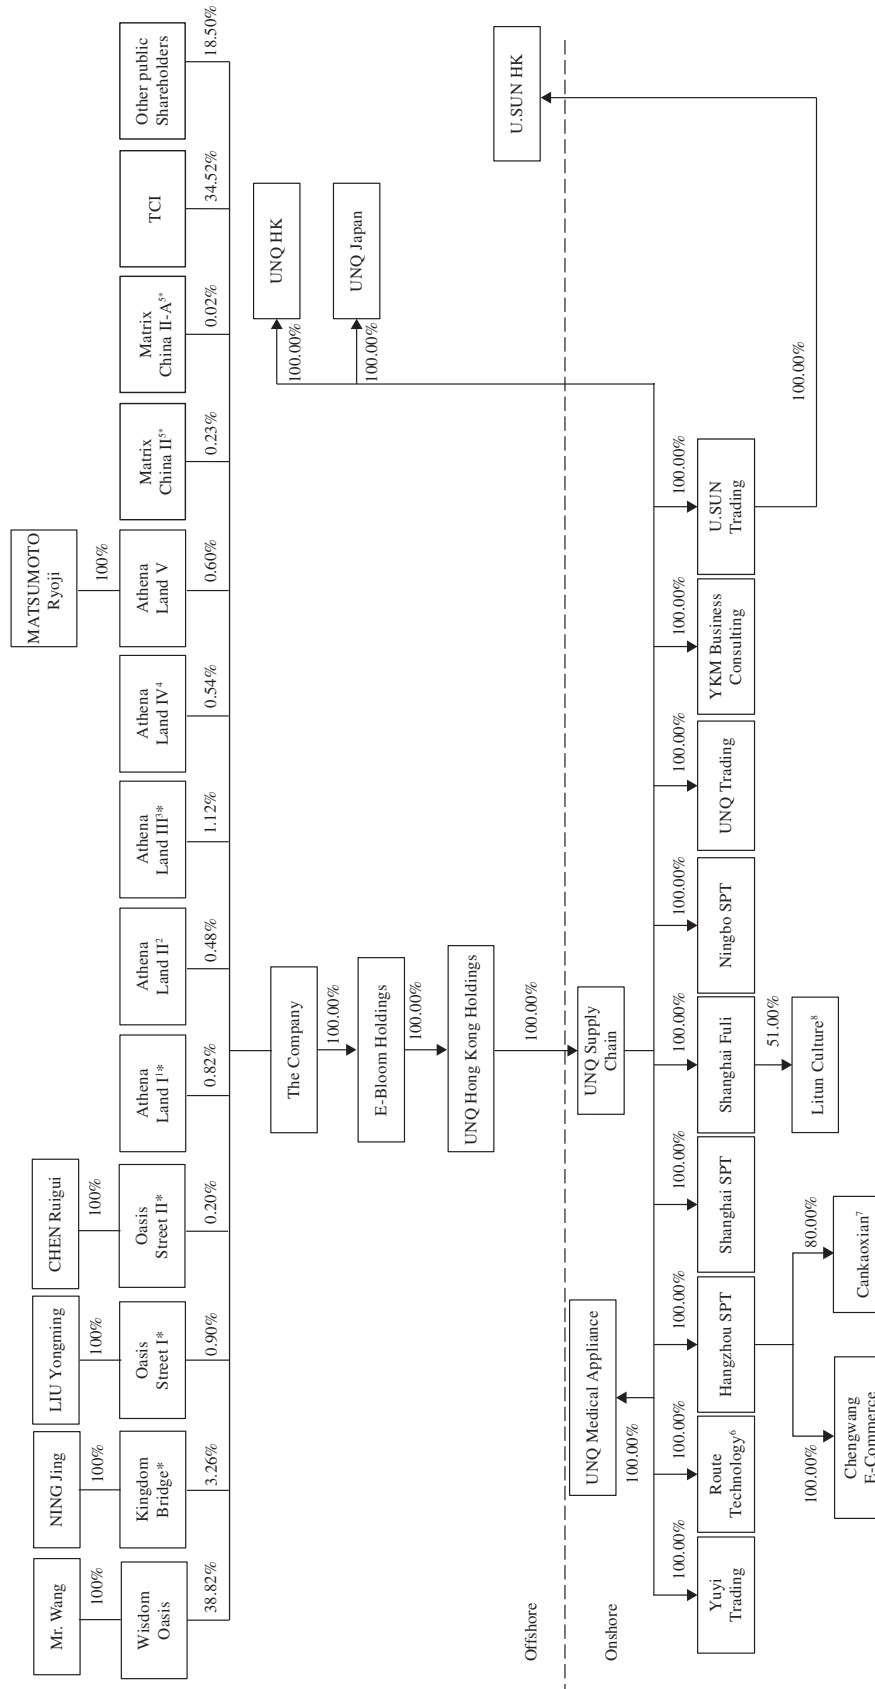 Mr. Wang
NING Jing
LIU Yongming
CHEN Ruigui
MATSUMOTO
Ryoji
100%
100%
100%
100%
100%
Wisdom
Oasis
Kingdom
Bridge*
Oasis
Street I*
Oasis
Street II*
Athena
Land I¹*
Athena
Land II²
Athena
Land III³*
Athena
Land IV⁴
Athena
Land V
Matrix
China II⁵*
Matrix
China II-A⁵*
TCI
Other public
Shareholders
38.82%
3.26%
0.90%
0.20%
0.82%
0.48%
1.12%
0.54%
0.60%
0.23%
0.02%
34.52%
18.50%
The Company
UNQ HK
100.00%
100.00%
E-Bloom Holdings
UNQ Japan
100.00%
100.00%
UNQ Hong Kong Holdings
U.SUN HK
Offshore
100.00%
Onshore
UNQ Medical Appliance
UNQ Supply
Chain
100.00%
100.00%
100.00%
100.00%
100.00%
100.00%
100.00%
100.00%
100.00%
100.00%
Yuyi
Trading
Route
Technology⁶
Hangzhou SPT
Shanghai SPT
Shanghai Fuli
Ningbo SPT
UNQ Trading
YKM Business
Consulting
U.SUN
Trading
100.00%
80.00%
51.00%
100.00%
Chengwang
E-Commerce
Cankaoxian⁷
Litun Culture⁸